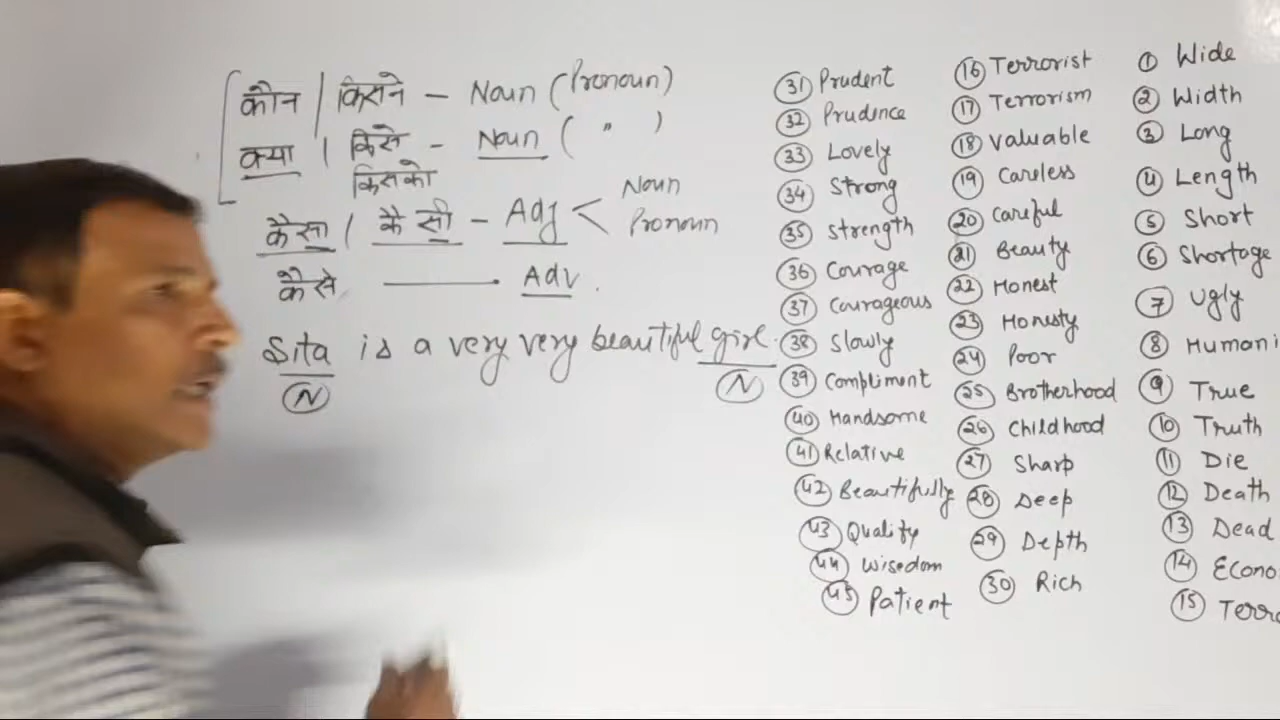 कौन / किसने – Noun (Pronoun)
क्या / किसे – Noun ( " )
किसको
कैसा / कैसी – Adj < Noun
Pronoun
कैसे ——— Adv.
Sita is a very very beautiful girl.
(N) (N)
31 Prudent
32 Prudence
33 Lovely
34 Strong
35 Strength
36 Courage
37 Courageous
38 Slowly
39 Compliment
40 Handsome
41 Relative
42 Beautifully
43 Quality
44 Wisedom
45 Patient
16 Terrorist
17 Terrorism
18 Valuable
19 Careless
20 Careful
21 Beauty
22 Honest
23 Honesty
24 Poor
25 Brotherhood
26 Childhood
27 Sharp
28 Deep
29 Depth
30 Rich
1 Wide
2 Width
3 Long
4 Length
5 Short
6 Shortage
7 Ugly
8 Humani
9 True
10 Truth
11 Die
12 Death
13 Dead
14 Econo
15 Terro